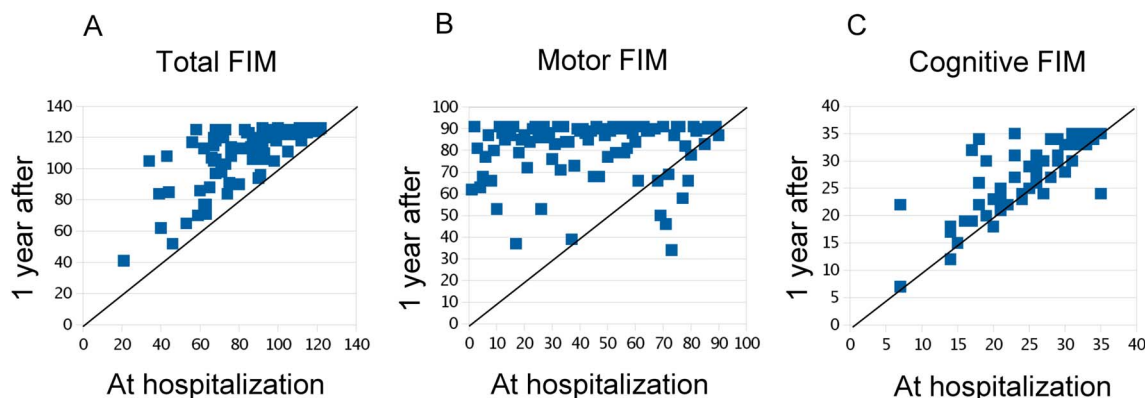 A
Total FIM
1 year after
140
120
100
80
60
40
20
0
0 20 40 60 80 100 120 140
At hospitalization
B
Motor FIM
1 year after
100
90
80
70
60
50
40
30
20
10
0
0 10 20 30 40 50 60 70 80 90 100
At hospitalization
C
Cognitive FIM
1 year after
40
35
30
25
20
15
10
5
0
0 5 10 15 20 25 30 35 40
At hospitalization